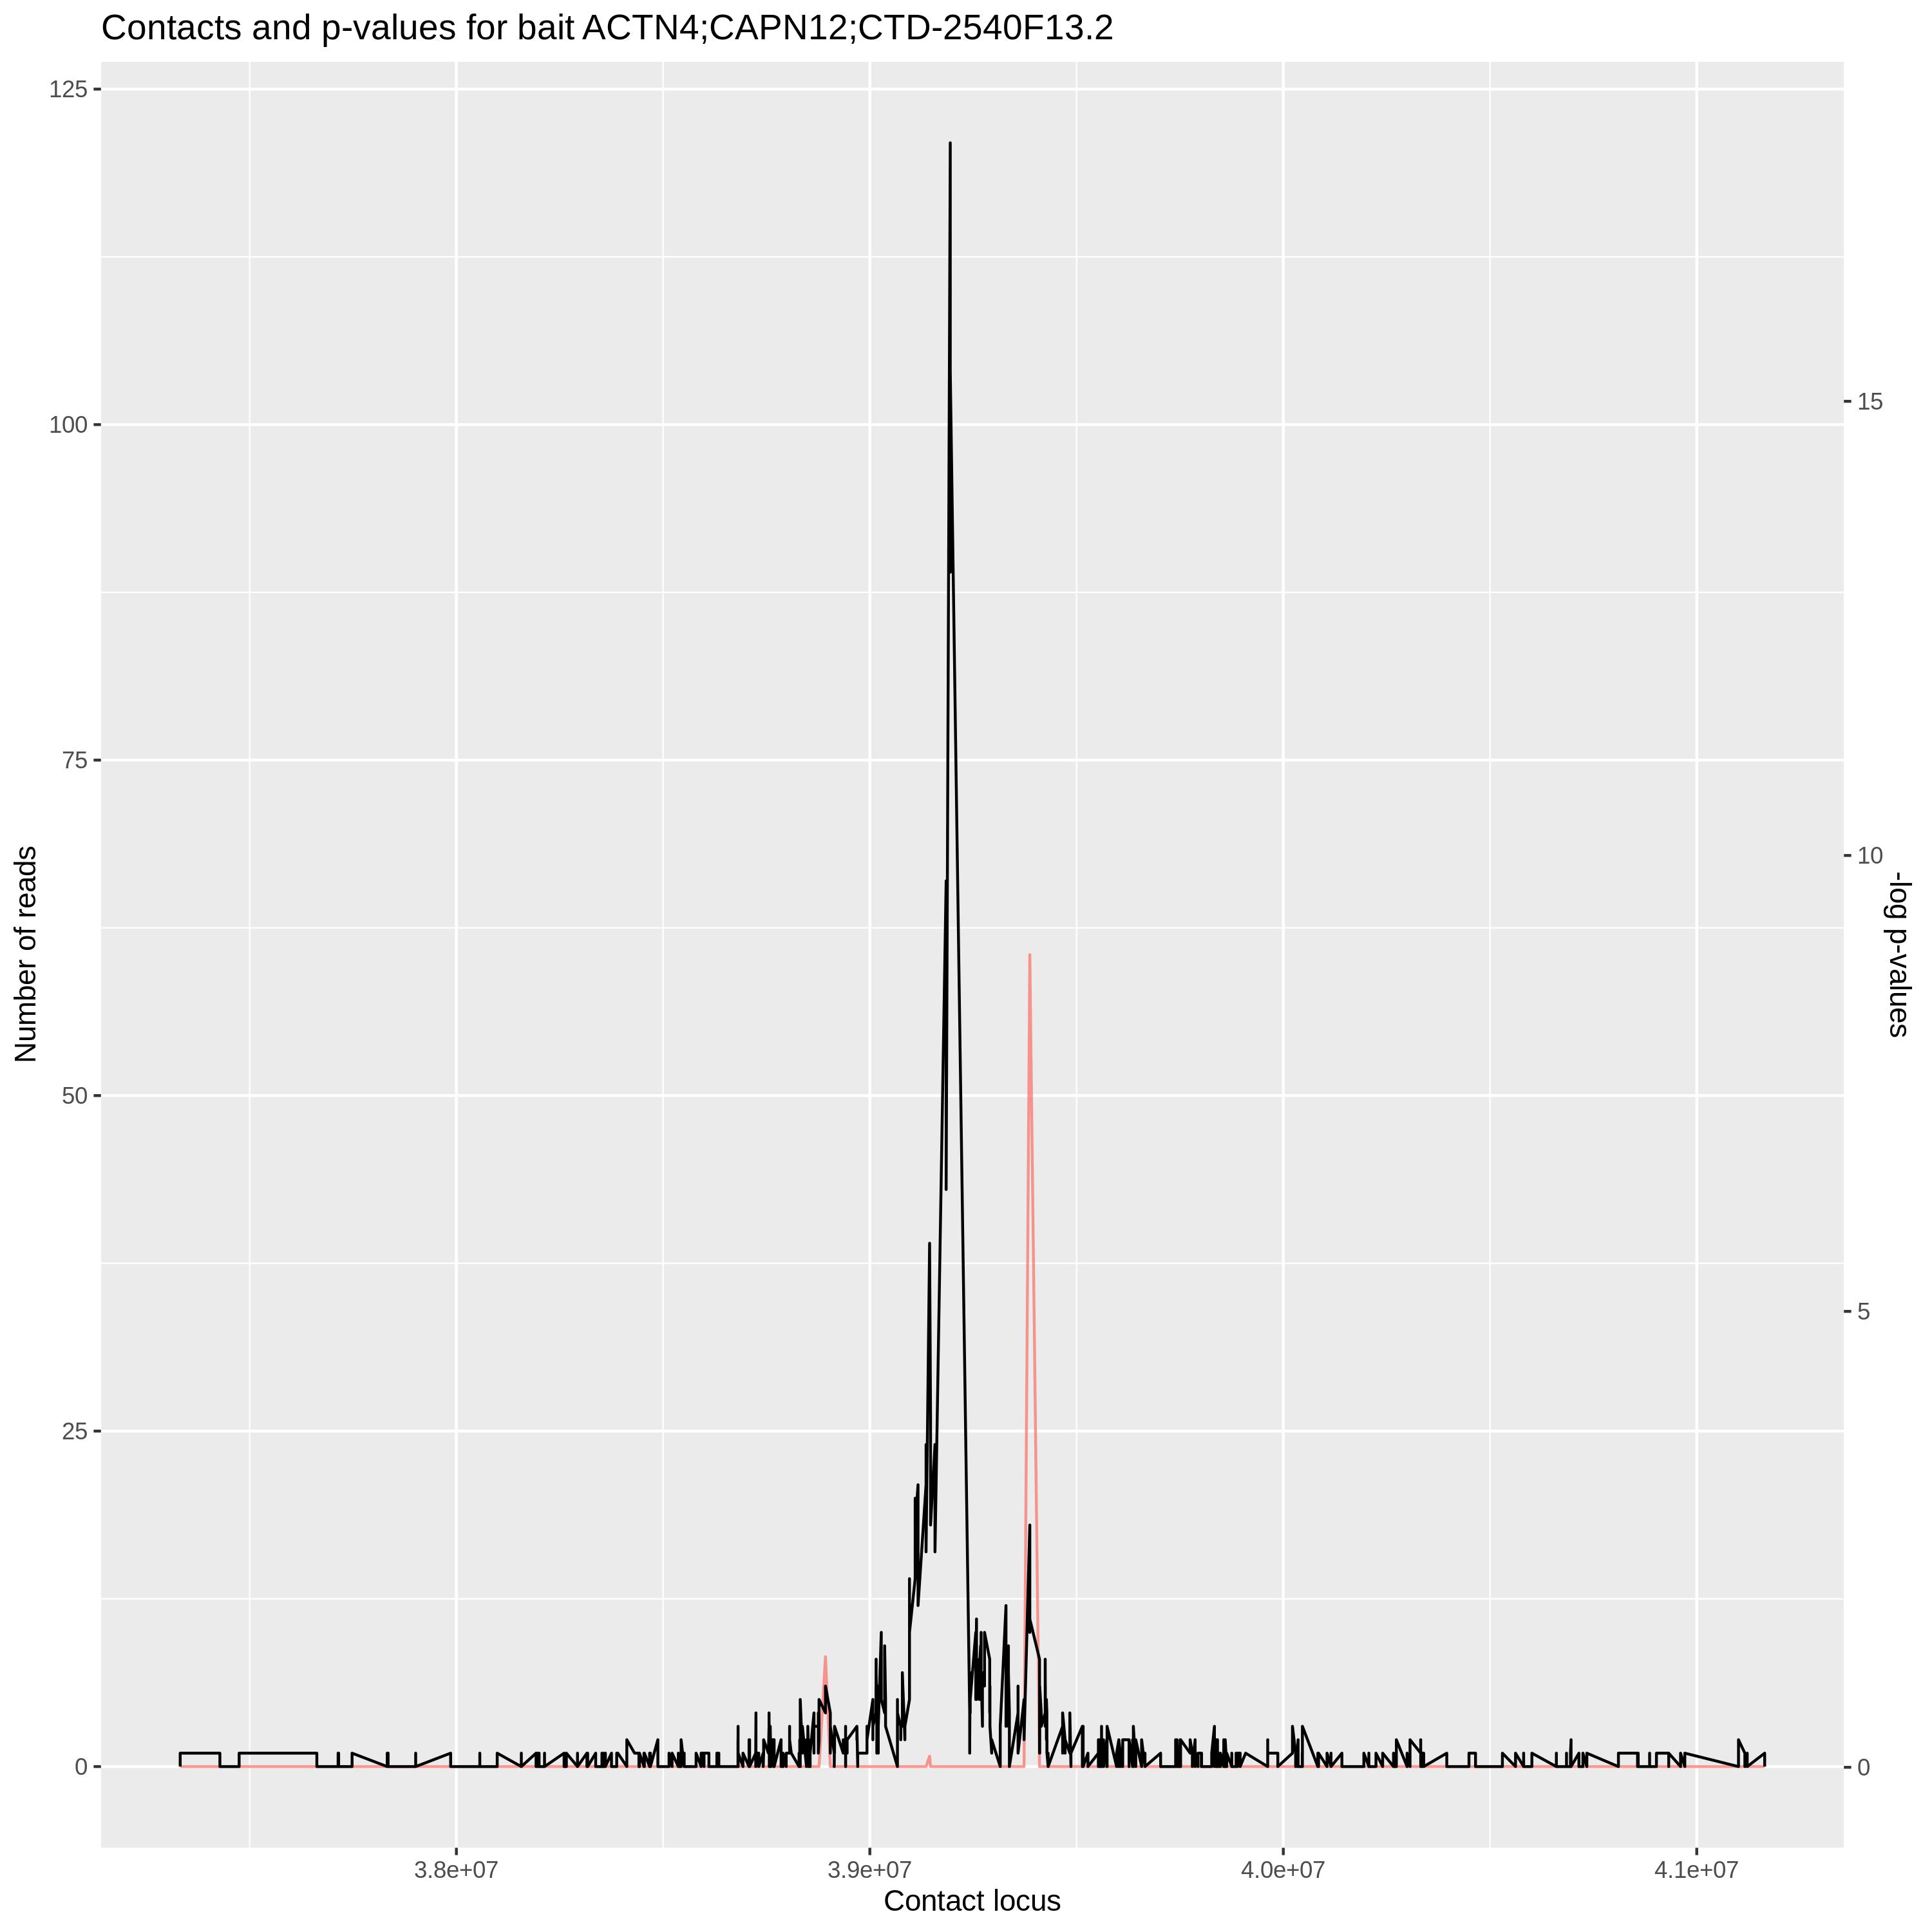 Contacts and p-values for bait ACTN4;CAPN12;CTD-2540F13.2
125
100
75
50
25
0
Number of reads
15
10
5
0
-log p-values
3.8e+07
3.9e+07
4.0e+07
4.1e+07
Contact locus